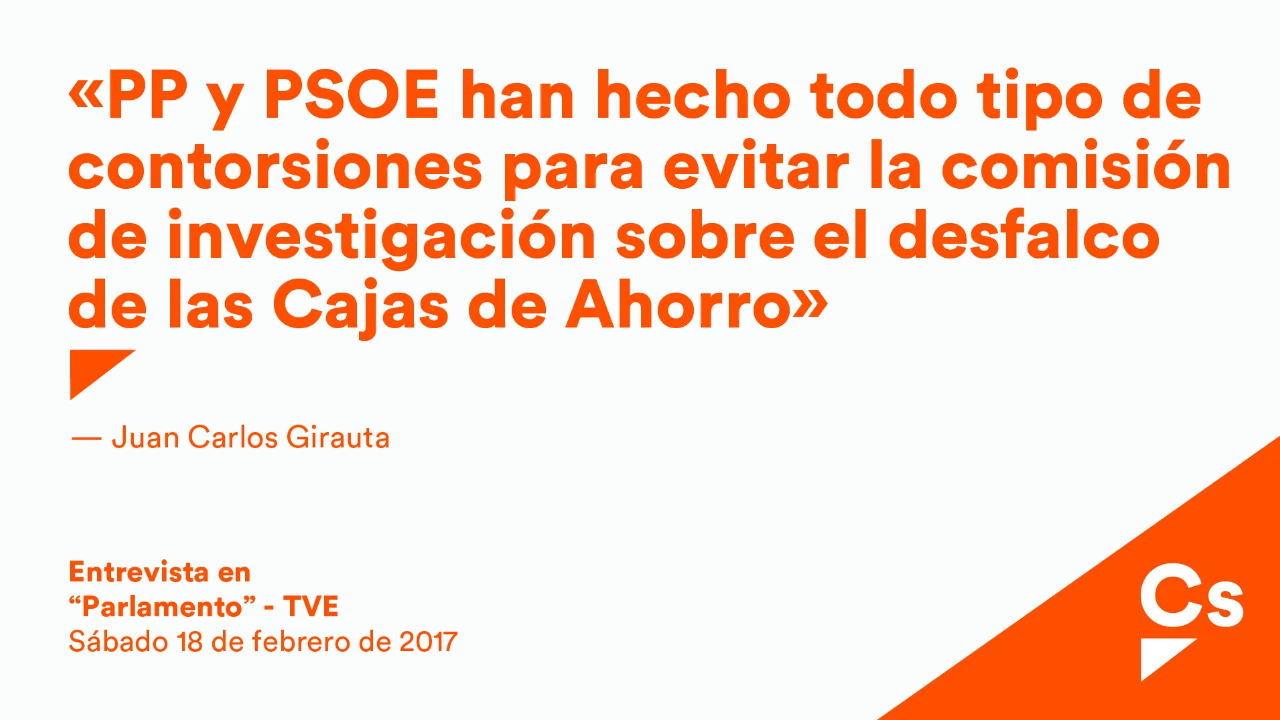 «PP y PSOE han hecho todo tipo de
contorsiones para evitar la comisión
de investigación sobre el desfalco
de las Cajas de Ahorro»
— Juan Carlos Girauta
Entrevista en
“Parlamento” - TVE
Sábado 18 de febrero de 2017
Cs